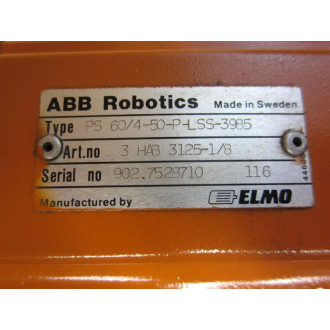 ABB Robotics Made in Sweden
Type PS 60/4-50-P-LSS-3985
Art.no 3 HAB 3125-1/8
Serial no 902.7528710 116
Manufactured by ELMO